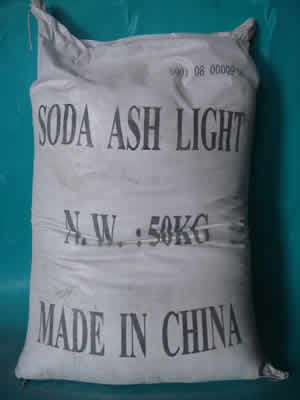 SODA ASH LIGHT
N.W. :50KG
MADE IN CHINA